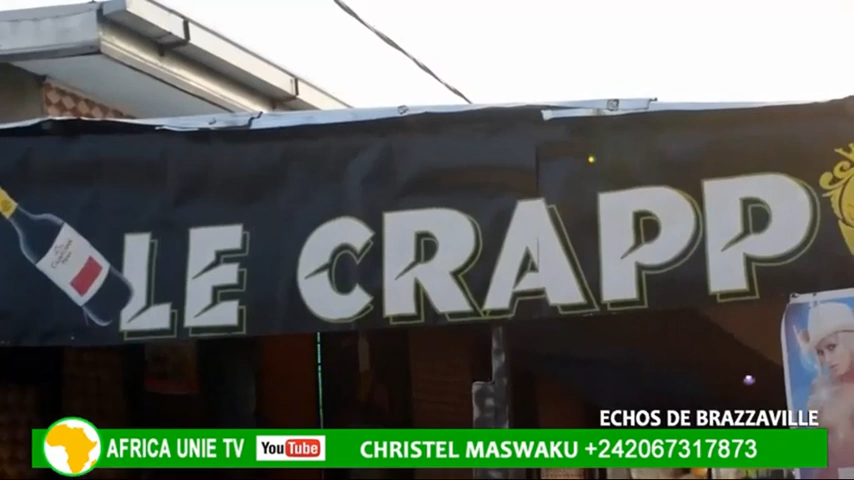 LE CRAPP
ECHOS DE BRAZZAVILLE
AFRICA UNIE TV YouTube CHRISTEL MASWAKU +242067317873